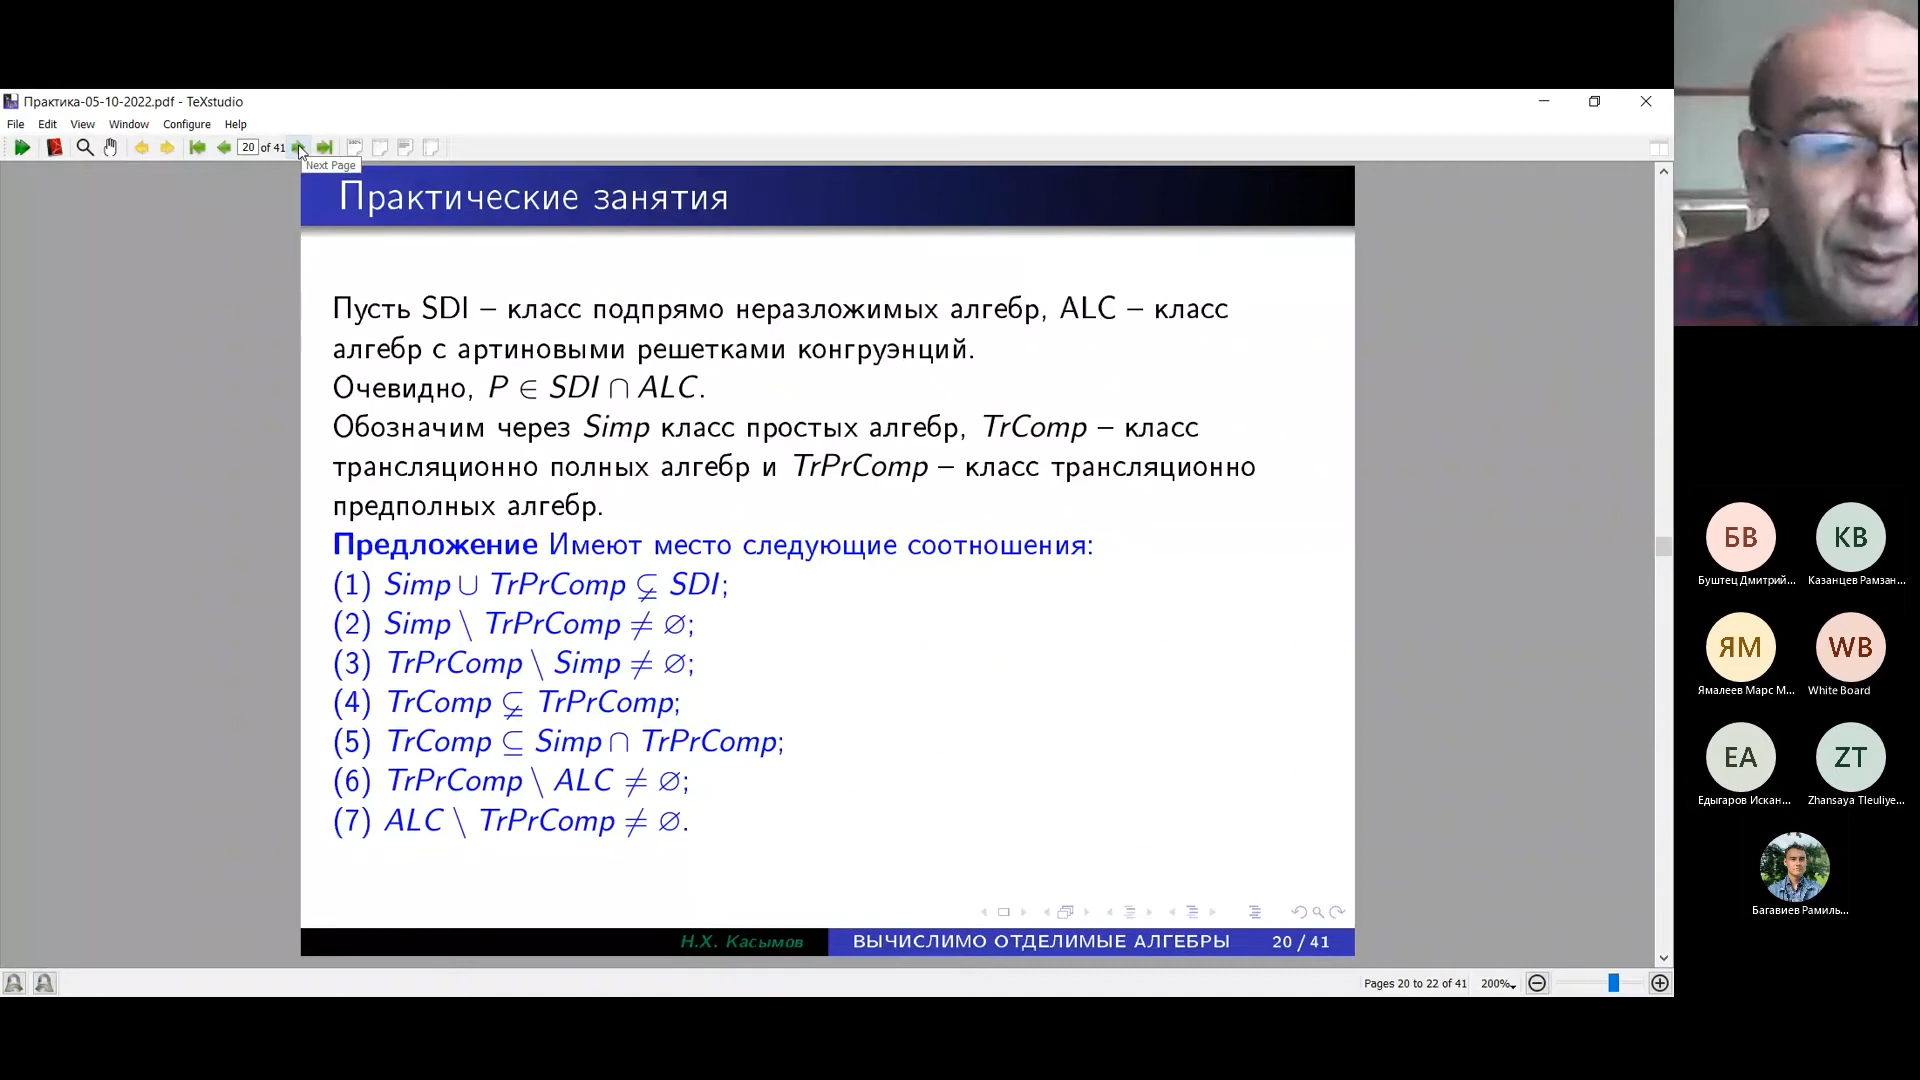 Практика-05-10-2022.pdf - TeXstudio
File Edit View Window Configure Help
20 of 41
Next Page
Практические занятия
Пусть SDI – класс подпрямо неразложимых алгебр, ALC – класс
алгебр с артиновыми решетками конгруэнций.
Очевидно, P ∈ SDI ∩ ALC.
Обозначим через Simp класс простых алгебр, TrComp – класс
трансляционно полных алгебр и TrPrComp – класс трансляционно
предполных алгебр.
Предложение Имеют место следующие соотношения:
(1) Simp ∪ TrPrComp ⊊ SDI;
(2) Simp \ TrPrComp ≠ ∅;
(3) TrPrComp \ Simp ≠ ∅;
(4) TrComp ⊊ TrPrComp;
(5) TrComp ⊆ Simp ∩ TrPrComp;
(6) TrPrComp \ ALC ≠ ∅;
(7) ALC \ TrPrComp ≠ ∅.
Н.Х. Касымов ВЫЧИСЛИМО ОТДЕЛИМЫЕ АЛГЕБРЫ 20 / 41
Pages 20 to 22 of 41 200%
БВ КВ
Буштец Дмитрий... Казанцев Рамзан...
ЯМ WB
Ямалеев Марс М... White Board
ЕА ZT
Едыгаров Искан... Zhansaya Tleuliye...
Багавиев Рамиль...